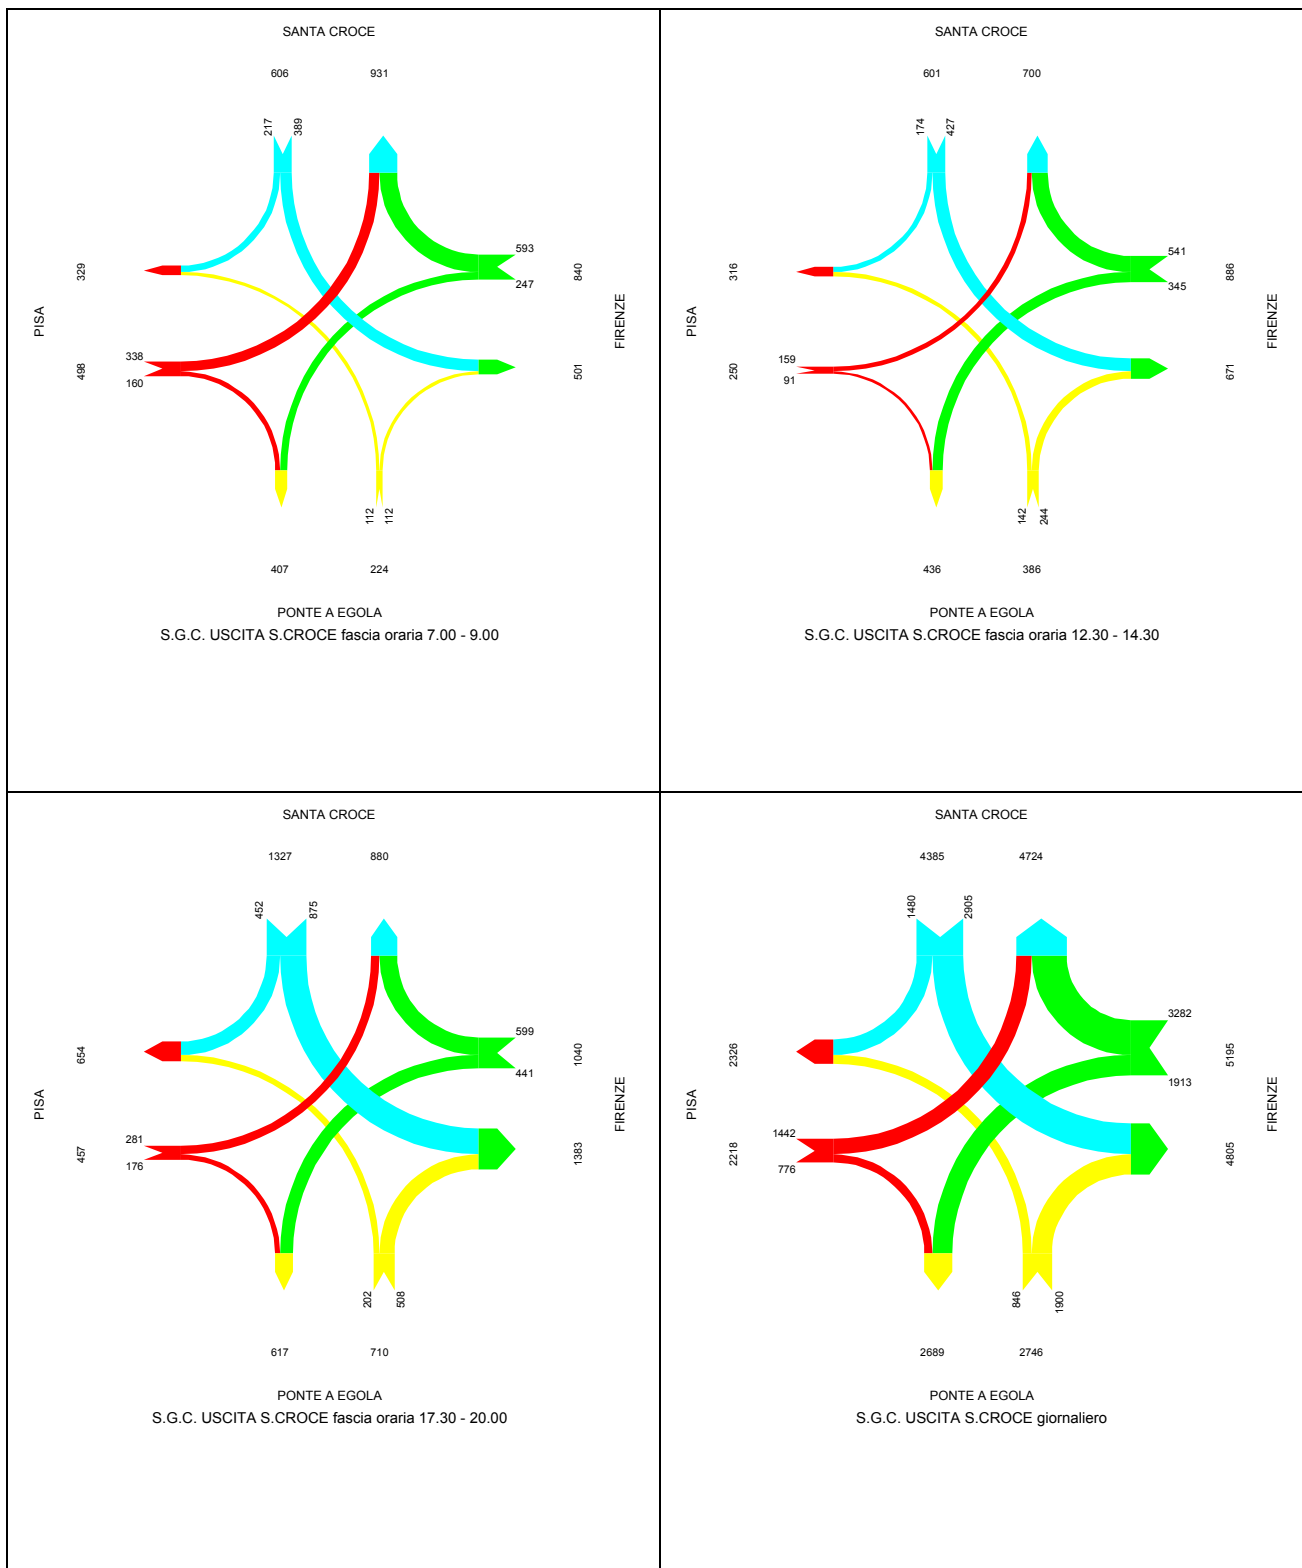 SANTA CROCE
606 931
217 389
593
247
329
840
PISA
FIRENZE
338
160
498
501
112 112
407 224
PONTE A EGOLA
S.G.C. USCITA S.CROCE fascia oraria 7.00 - 9.00
SANTA CROCE
601 700
174 427
541
345
316
886
PISA
FIRENZE
159
91
250
671
142 244
436 386
PONTE A EGOLA
S.G.C. USCITA S.CROCE fascia oraria 12.30 - 14.30
SANTA CROCE
1327 880
452 875
599
441
654
1040
PISA
FIRENZE
281
176
457
1383
202 508
617 710
PONTE A EGOLA
S.G.C. USCITA S.CROCE fascia oraria 17.30 - 20.00
SANTA CROCE
4385 4724
1480 2905
3282
1913
2326
5195
PISA
FIRENZE
1442
776
2218
4805
846 1900
2689 2746
PONTE A EGOLA
S.G.C. USCITA S.CROCE giornaliero